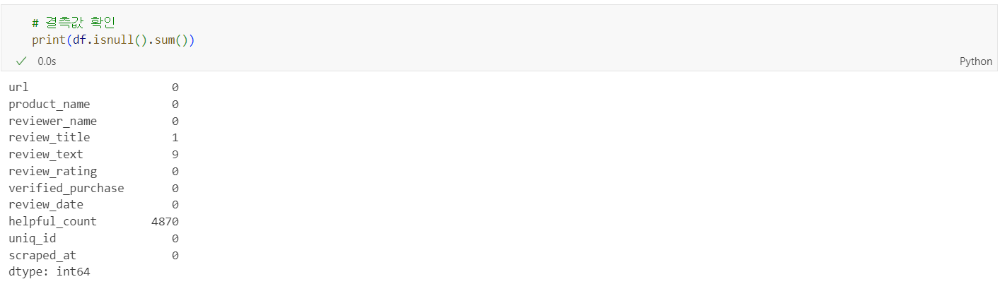 # 결측값 확인
print(df.isnull().sum())
0.0s
Python
url 0
product_name 0
reviewer_name 0
review_title 1
review_text 9
review_rating 0
verified_purchase 0
review_date 0
helpful_count 4870
uniq_id 0
scraped_at 0
dtype: int64